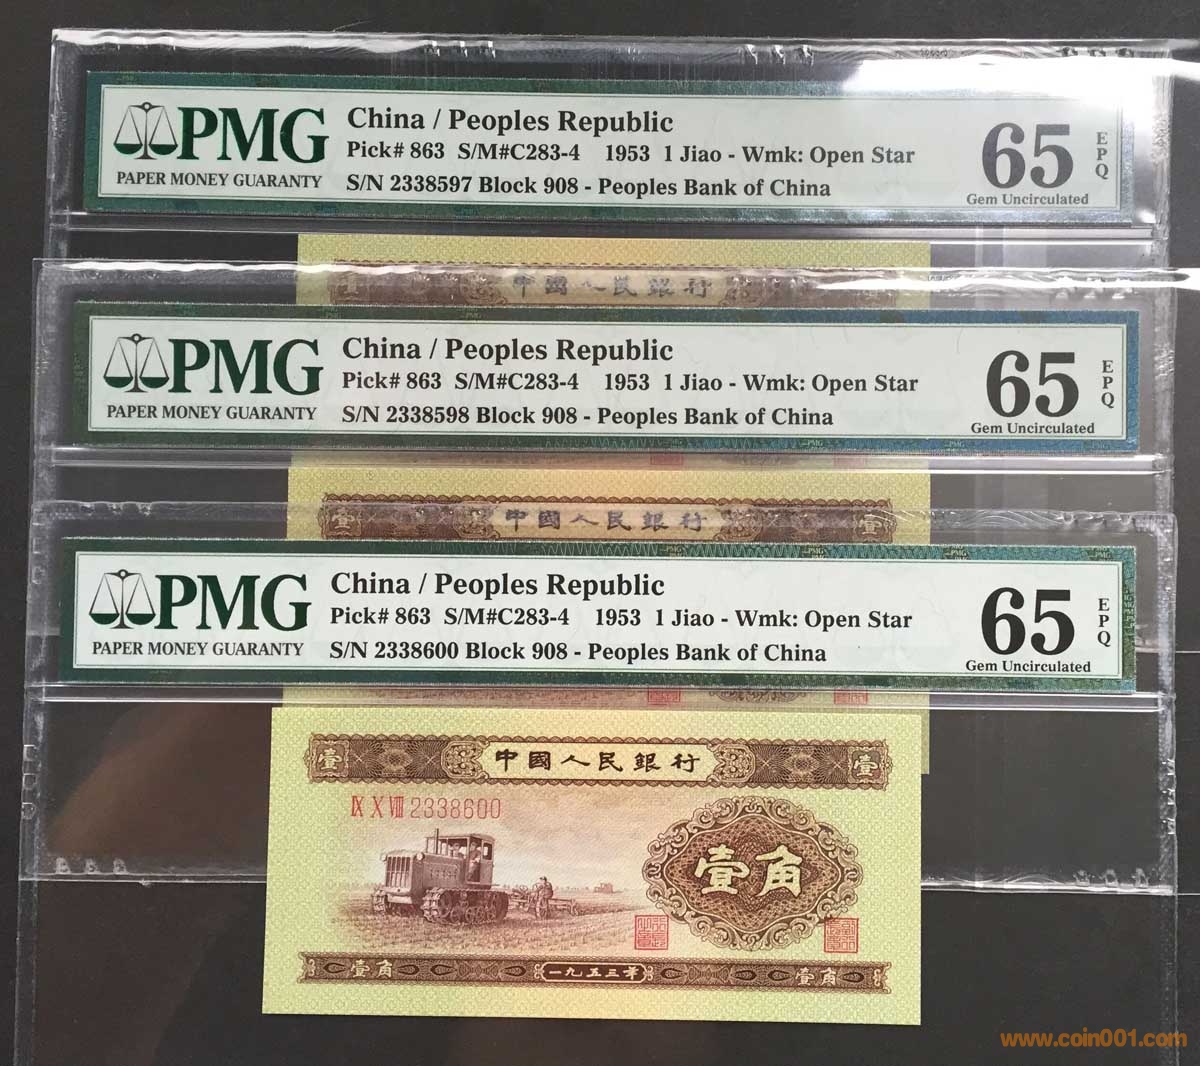 PMG
PAPER MONEY GUARANTY
China / Peoples Republic
Pick# 863 S/M#C283-4 1953 1 Jiao - Wmk: Open Star
S/N 2338597 Block 908 - Peoples Bank of China
65
EPQ
Gem Uncirculated
中國人民銀行
PMG
PAPER MONEY GUARANTY
China / Peoples Republic
Pick# 863 S/M#C283-4 1953 1 Jiao - Wmk: Open Star
S/N 2338598 Block 908 - Peoples Bank of China
65
EPQ
Gem Uncirculated
壹 中國人民銀行 壹
PMG
PAPER MONEY GUARANTY
China / Peoples Republic
Pick# 863 S/M#C283-4 1953 1 Jiao - Wmk: Open Star
S/N 2338600 Block 908 - Peoples Bank of China
65
EPQ
Gem Uncirculated
壹 中國人民銀行 壹
IX X VIII 2338600
壹角
壹角 一九五三年 壹角
www.coin001.com